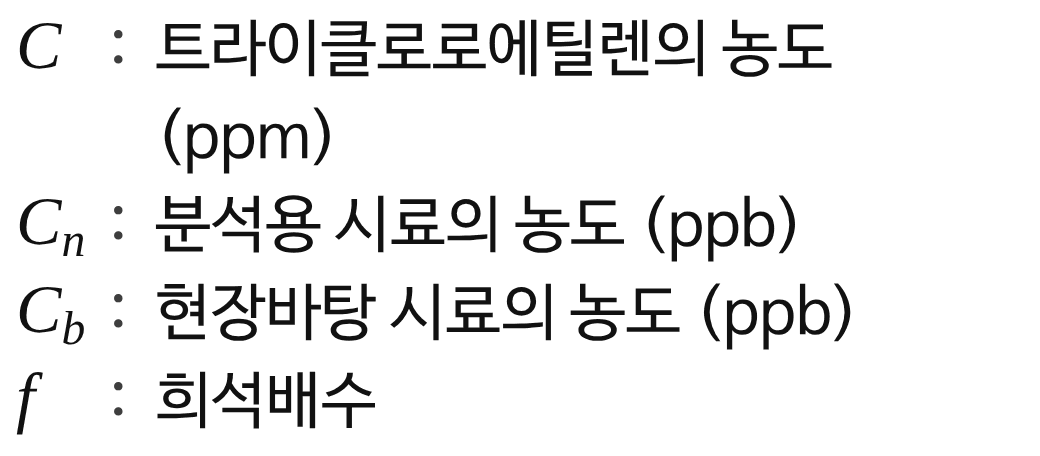 C : 트라이클로로에틸렌의 농도
(ppm)
Cn : 분석용 시료의 농도 (ppb)
Cb : 현장바탕 시료의 농도 (ppb)
f : 희석배수